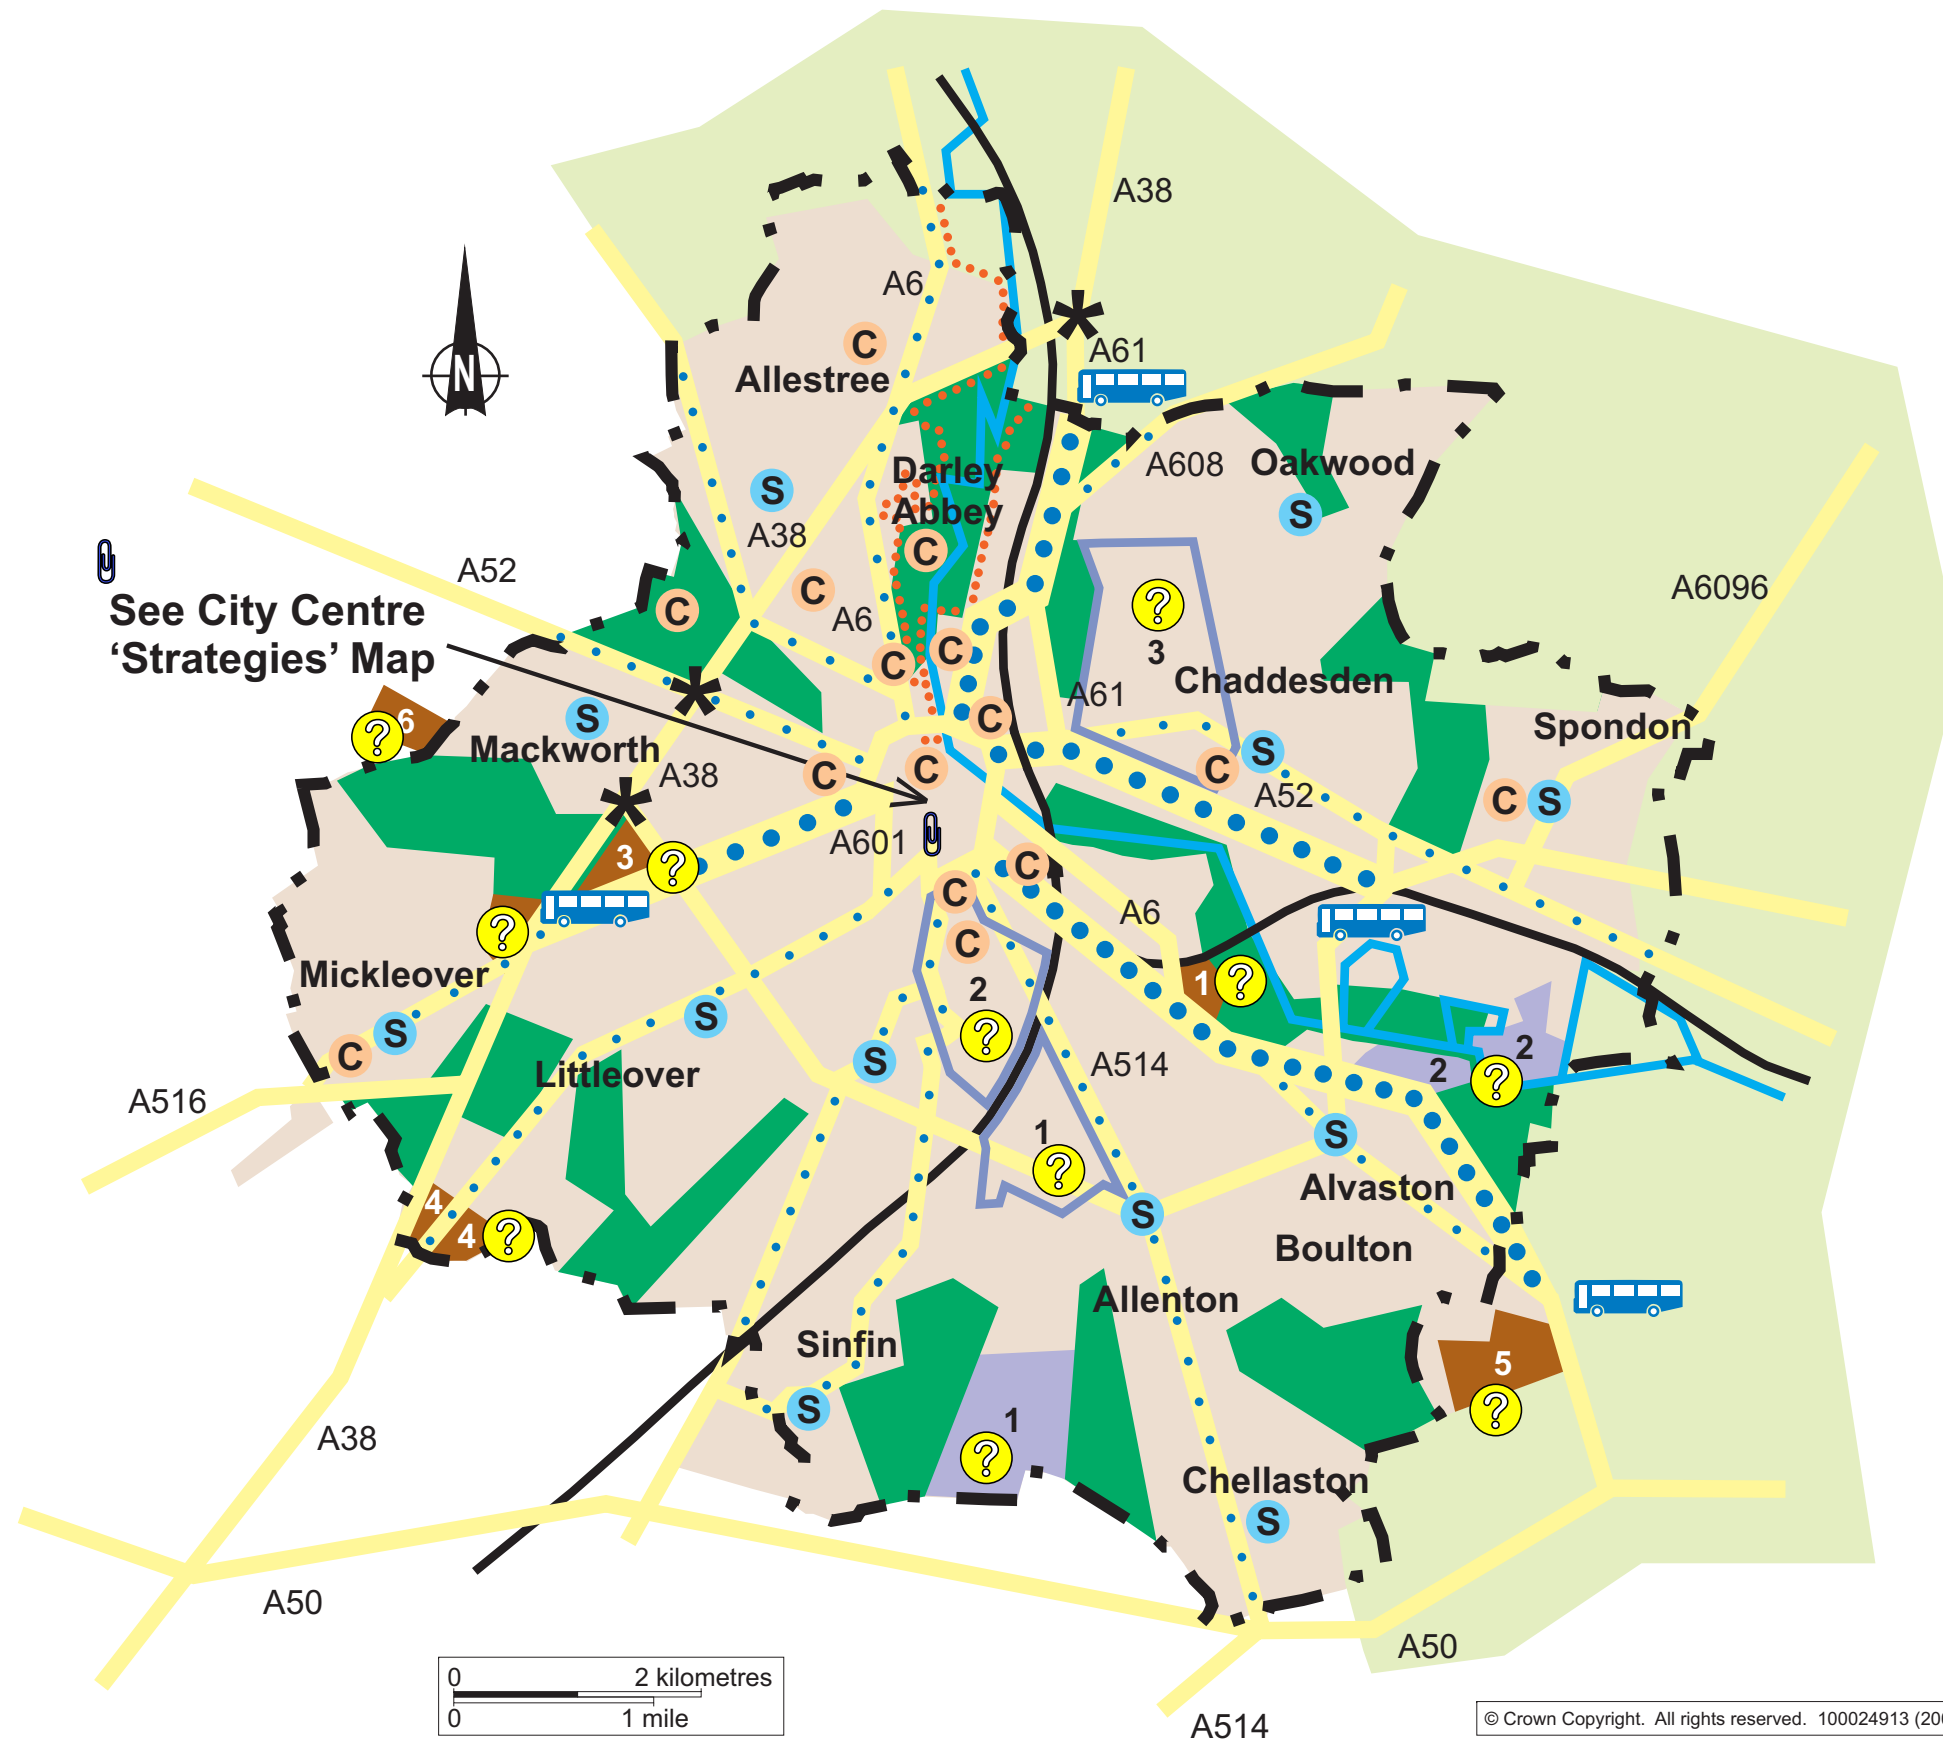 A38
A6
A61
C
Allestree
N
A608
Oakwood
Darley
Abbey
S
S
A38
C
A52
C
C
A6
A6096
See City Centre
‘Strategies’ Map
?
3
C
C
A61
Chaddesden
6
?
S
Mackworth
C
Spondon
S
C
C
C
A38
A52
C
S
A601
3
?
C
C
A6
?
C
Mickleover
1
?
2
S
S
C
?
S
A514
2
2
?
Littleover
A516
1
?
S
4
4
?
S
Alvaston
Boulton
Allenton
Sinfin
5
?
S
1
?
A38
Chellaston
S
A50
A50
0
2 kilometres
0
1 mile
A514
© Crown Copyright. All rights reserved. 100024913 (20